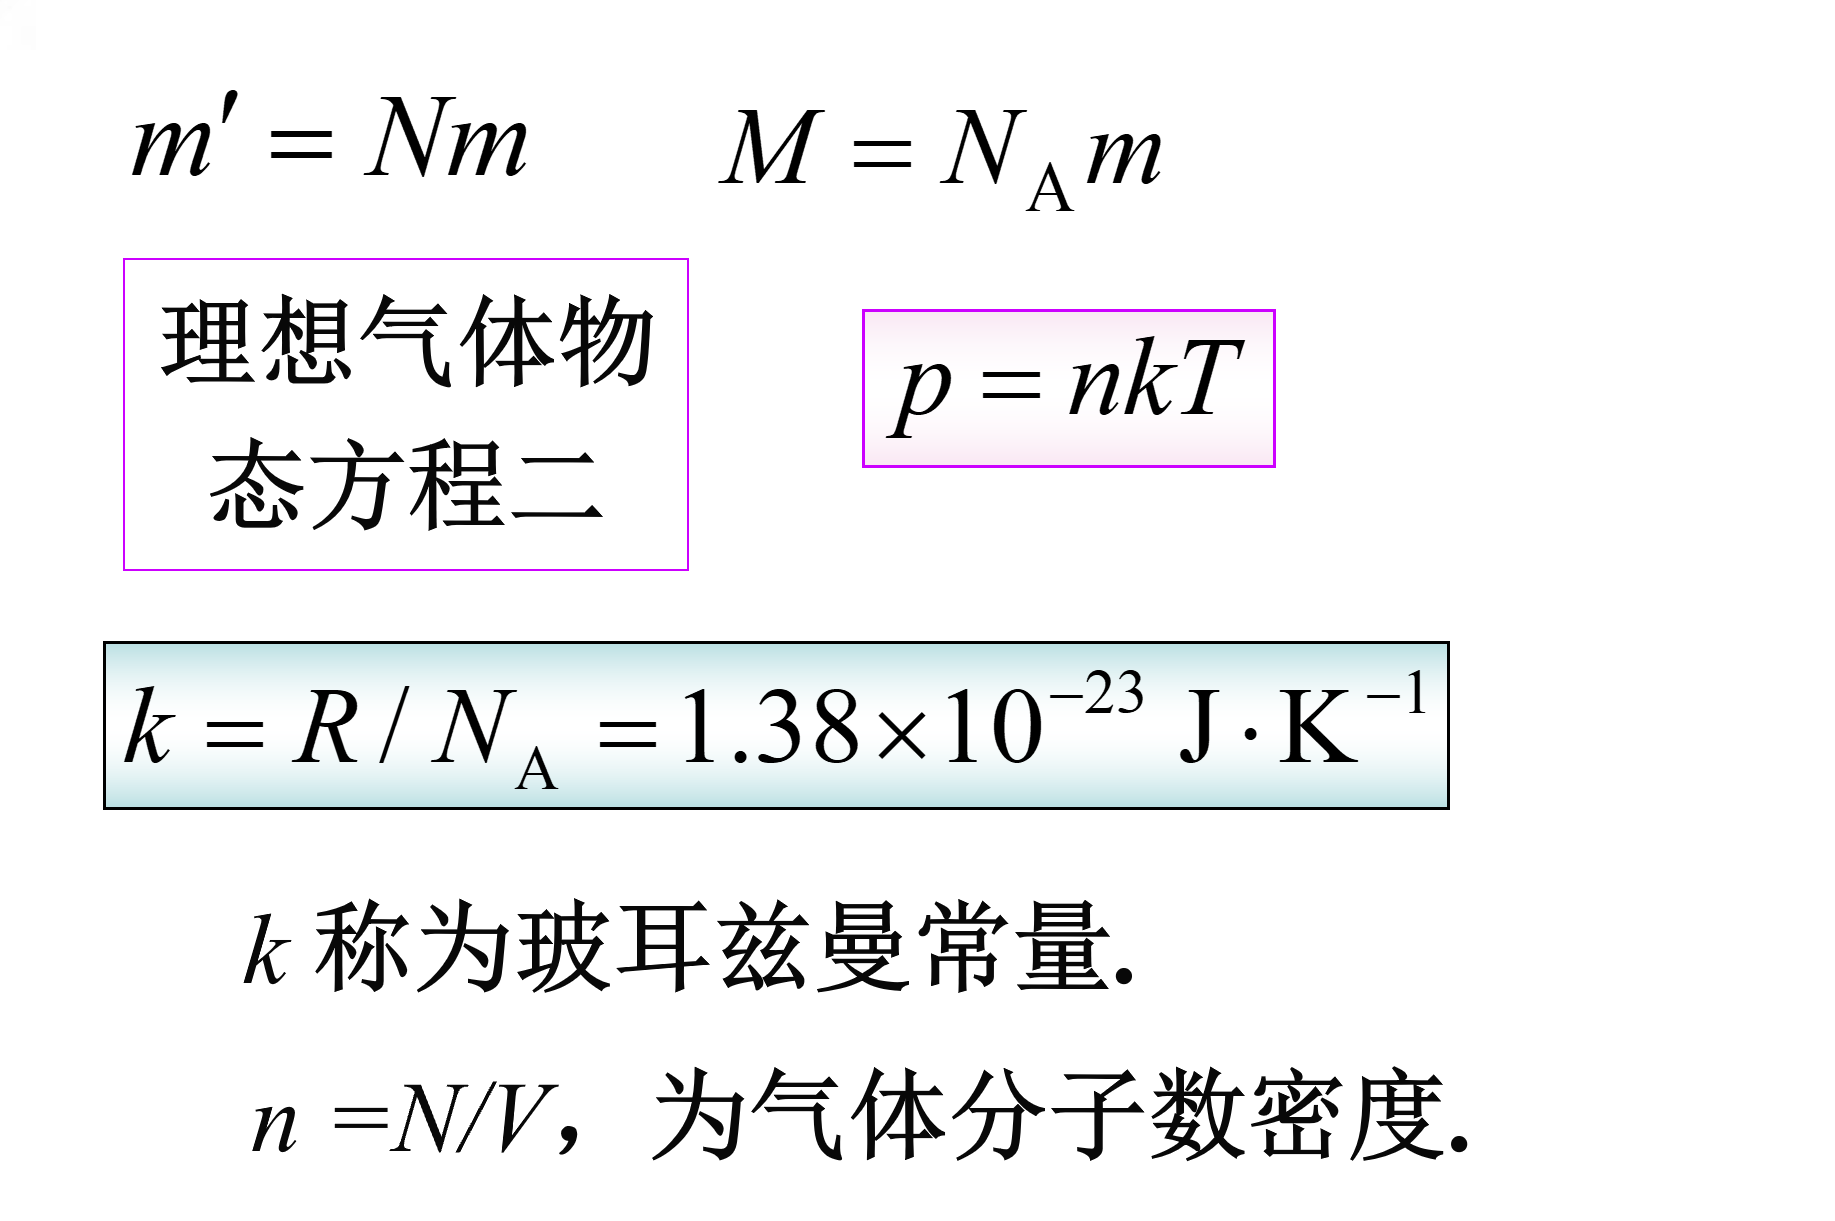 m′ = Nm M = N_A m
理想气体物
态方程二
p = nkT
k = R / N_A = 1.38×10⁻²³ J·K⁻¹
k 称为玻耳兹曼常量.
n =N/V，为气体分子数密度.